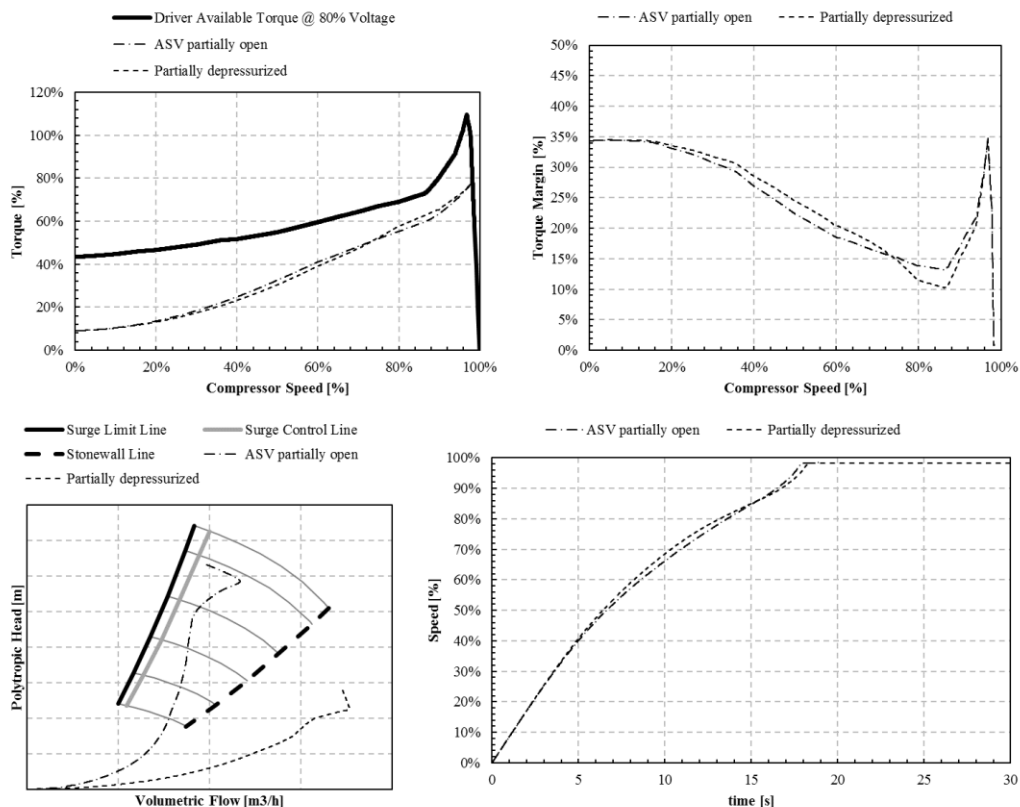 Driver Available Torque @ 80% Voltage
ASV partially open
Partially depressurized
120%
100%
80%
60%
40%
20%
0%
Torque [%]
0% 20% 40% 60% 80% 100%
Compressor Speed [%]
ASV partially open Partially depressurized
50%
45%
40%
35%
30%
25%
20%
15%
10%
5%
0%
Torque Margin [%]
0% 20% 40% 60% 80% 100%
Compressor Speed [%]
Surge Limit Line Surge Control Line
Stonewall Line ASV partially open
Partially depressurized
Polytropic Head [m]
Volumetric Flow [m3/h]
ASV partially open Partially depressurized
100%
90%
80%
70%
60%
50%
40%
30%
20%
10%
0%
Speed [%]
0 5 10 15 20 25 30
time [s]